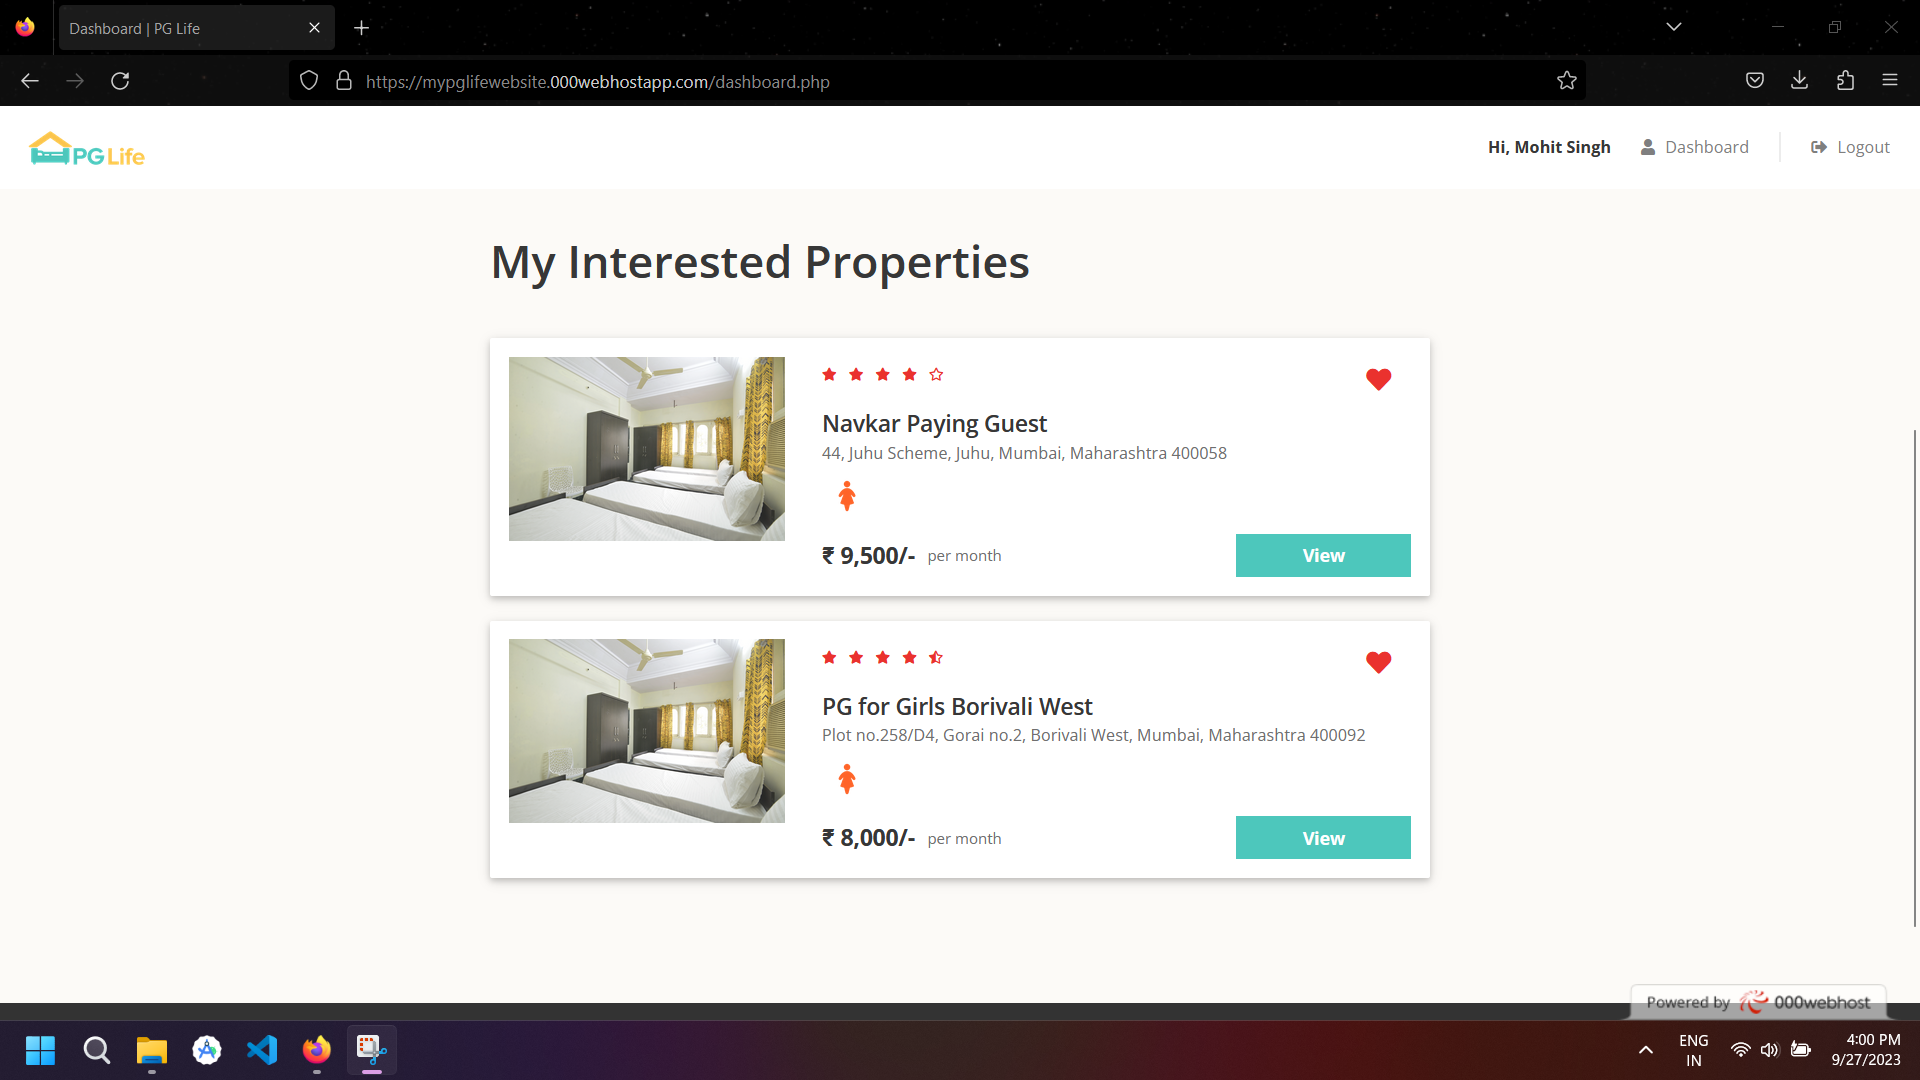 Dashboard | PG Life
https://mypglifewebsite.000webhostapp.com/dashboard.php
PG Life
Hi, Mohit Singh
Dashboard
Logout
My Interested Properties
Navkar Paying Guest
44, Juhu Scheme, Juhu, Mumbai, Maharashtra 400058
₹ 9,500/- per month
View
PG for Girls Borivali West
Plot no.258/D4, Gorai no.2, Borivali West, Mumbai, Maharashtra 400092
₹ 8,000/- per month
View
Powered by 000webhost
ENG
IN
4:00 PM
9/27/2023